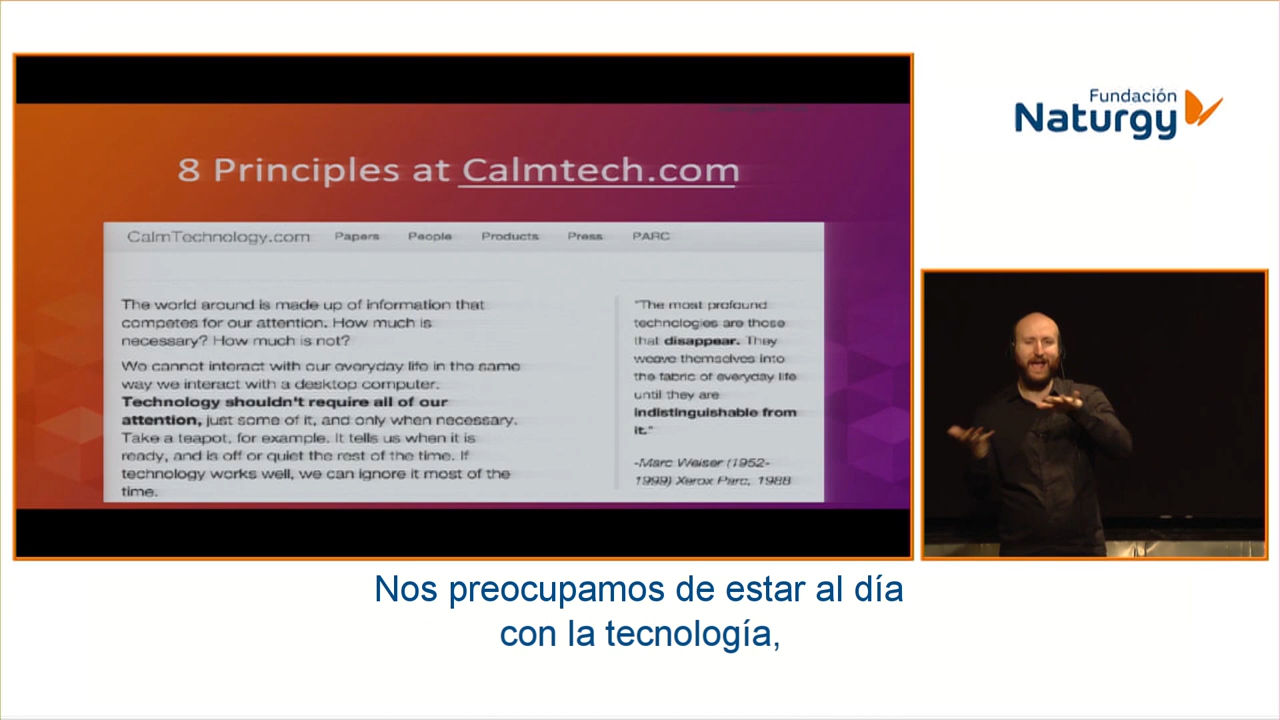 Fundación
Naturgy
8 Principles at Calmtech.com
CalmTechnology.com Papers People Products Press PARC
The world around is made up of information that
competes for our attention. How much is
necessary? How much is not?
We cannot interact with our everyday life in the same
way we interact with a desktop computer.
Technology shouldn't require all of our
attention, just some of it, and only when necessary.
Take a teapot, for example. It tells us when it is
ready, and is off or quiet the rest of the time. If
technology works well, we can ignore it most of the
time.
"The most profound
technologies are those
that disappear. They
weave themselves into
the fabric of everyday life
until they are
indistinguishable from
it."
-Marc Weiser (1952-
1999) Xerox Parc, 1988
Nos preocupamos de estar al día
con la tecnología,